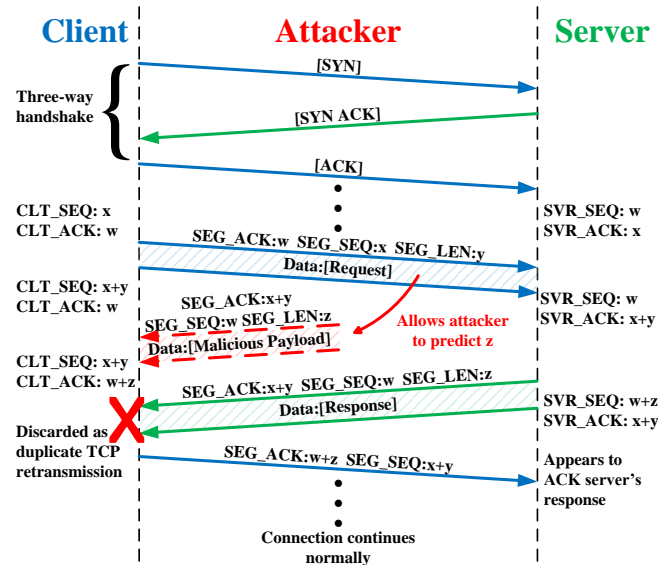 Client
Attacker
Server
[SYN]
Three-way
handshake
[SYN ACK]
[ACK]
CLT_SEQ: x
CLT_ACK: w
SVR_SEQ: w
SVR_ACK: x
SEG_ACK:w SEG_SEQ:x SEG_LEN:y
Data:[Request]
CLT_SEQ: x+y
CLT_ACK: w
SVR_SEQ: w
SVR_ACK: x+y
SEG_ACK:x+y
SEG_SEQ:w SEG_LEN:z
Data:[Malicious Payload]
Allows attacker
to predict z
CLT_SEQ: x+y
CLT_ACK: w+z
SEG_ACK:x+y SEG_SEQ:w SEG_LEN:z
Data:[Response]
SVR_SEQ: w+z
SVR_ACK: x+y
X
Discarded as
duplicate TCP
retransmission
SEG_ACK:w+z SEG_SEQ:x+y
Appears to
ACK server's
response
Connection continues
normally